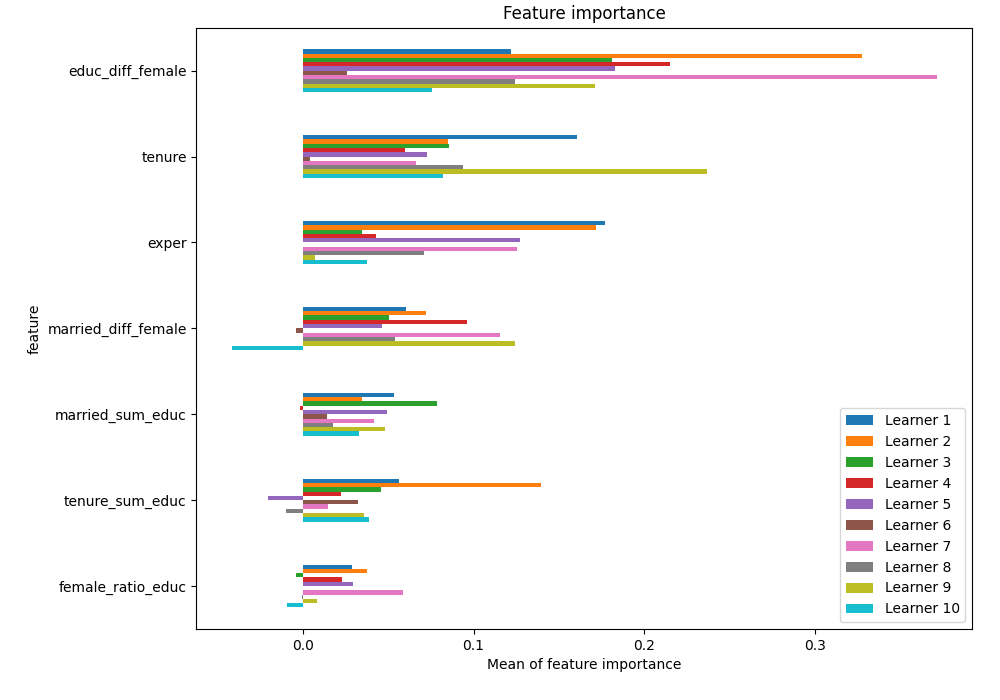 Feature importance
feature
educ_diff_female
tenure
exper
married_diff_female
married_sum_educ
tenure_sum_educ
female_ratio_educ
Learner 1
Learner 2
Learner 3
Learner 4
Learner 5
Learner 6
Learner 7
Learner 8
Learner 9
Learner 10
0.0 0.1 0.2 0.3
Mean of feature importance